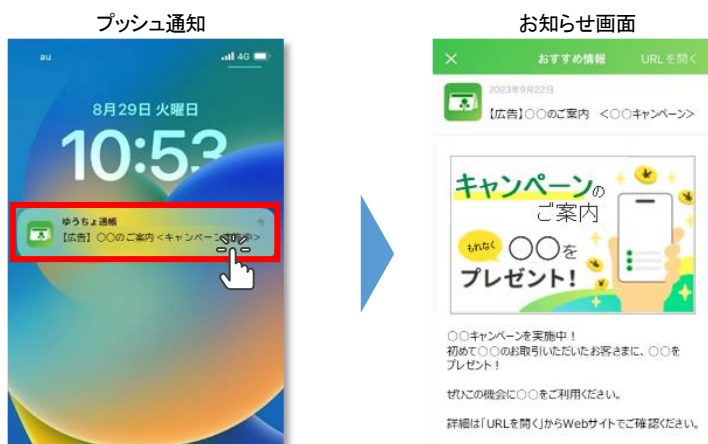 プッシュ通知
au
4G
8月29日 火曜日
10:53
ゆうちょ通帳
【広告】○○のご案内<キャンペーン
お知らせ画面
おすすめ情報
URLを開く
2023年9月22日
【広告】○○のご案内 <○○キャンペーン>
キャンペーンの
ご案内
もれなく
○○を
プレゼント!
○○キャンペーンを実施中!
初めて○○のお取引いただいたお客さまに、○○を
プレゼント!
ぜひこの機会に○○をご利用ください。
詳細は「URLを開く」からWebサイトでご確認ください。